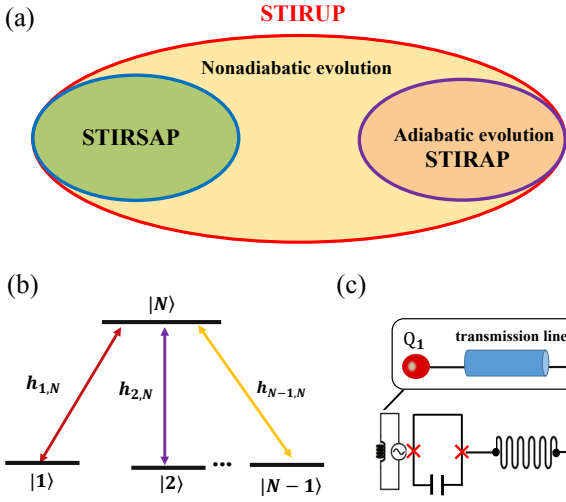 (a)
STIRUP
Nonadiabatic evolution
STIRSAP
Adiabatic evolution
STIRAP
(b)
|N⟩
h₁,N
h₂,N
hN−1,N
|1⟩
|2⟩
...
|N − 1⟩
(c)
Q₁
transmission line